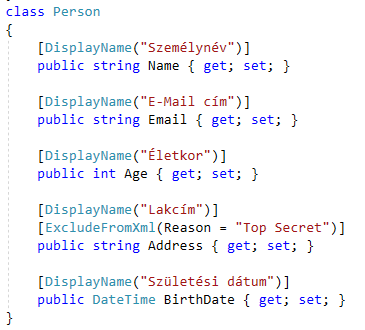 class Person
{
[DisplayName("Személynév")]
public string Name { get; set; }
[DisplayName("E-Mail cím")]
public string Email { get; set; }
[DisplayName("Életkor")]
public int Age { get; set; }
[DisplayName("Lakcím")]
[ExcludeFromXml(Reason = "Top Secret")]
public string Address { get; set; }
[DisplayName("Születési dátum")]
public DateTime BirthDate { get; set; }
}